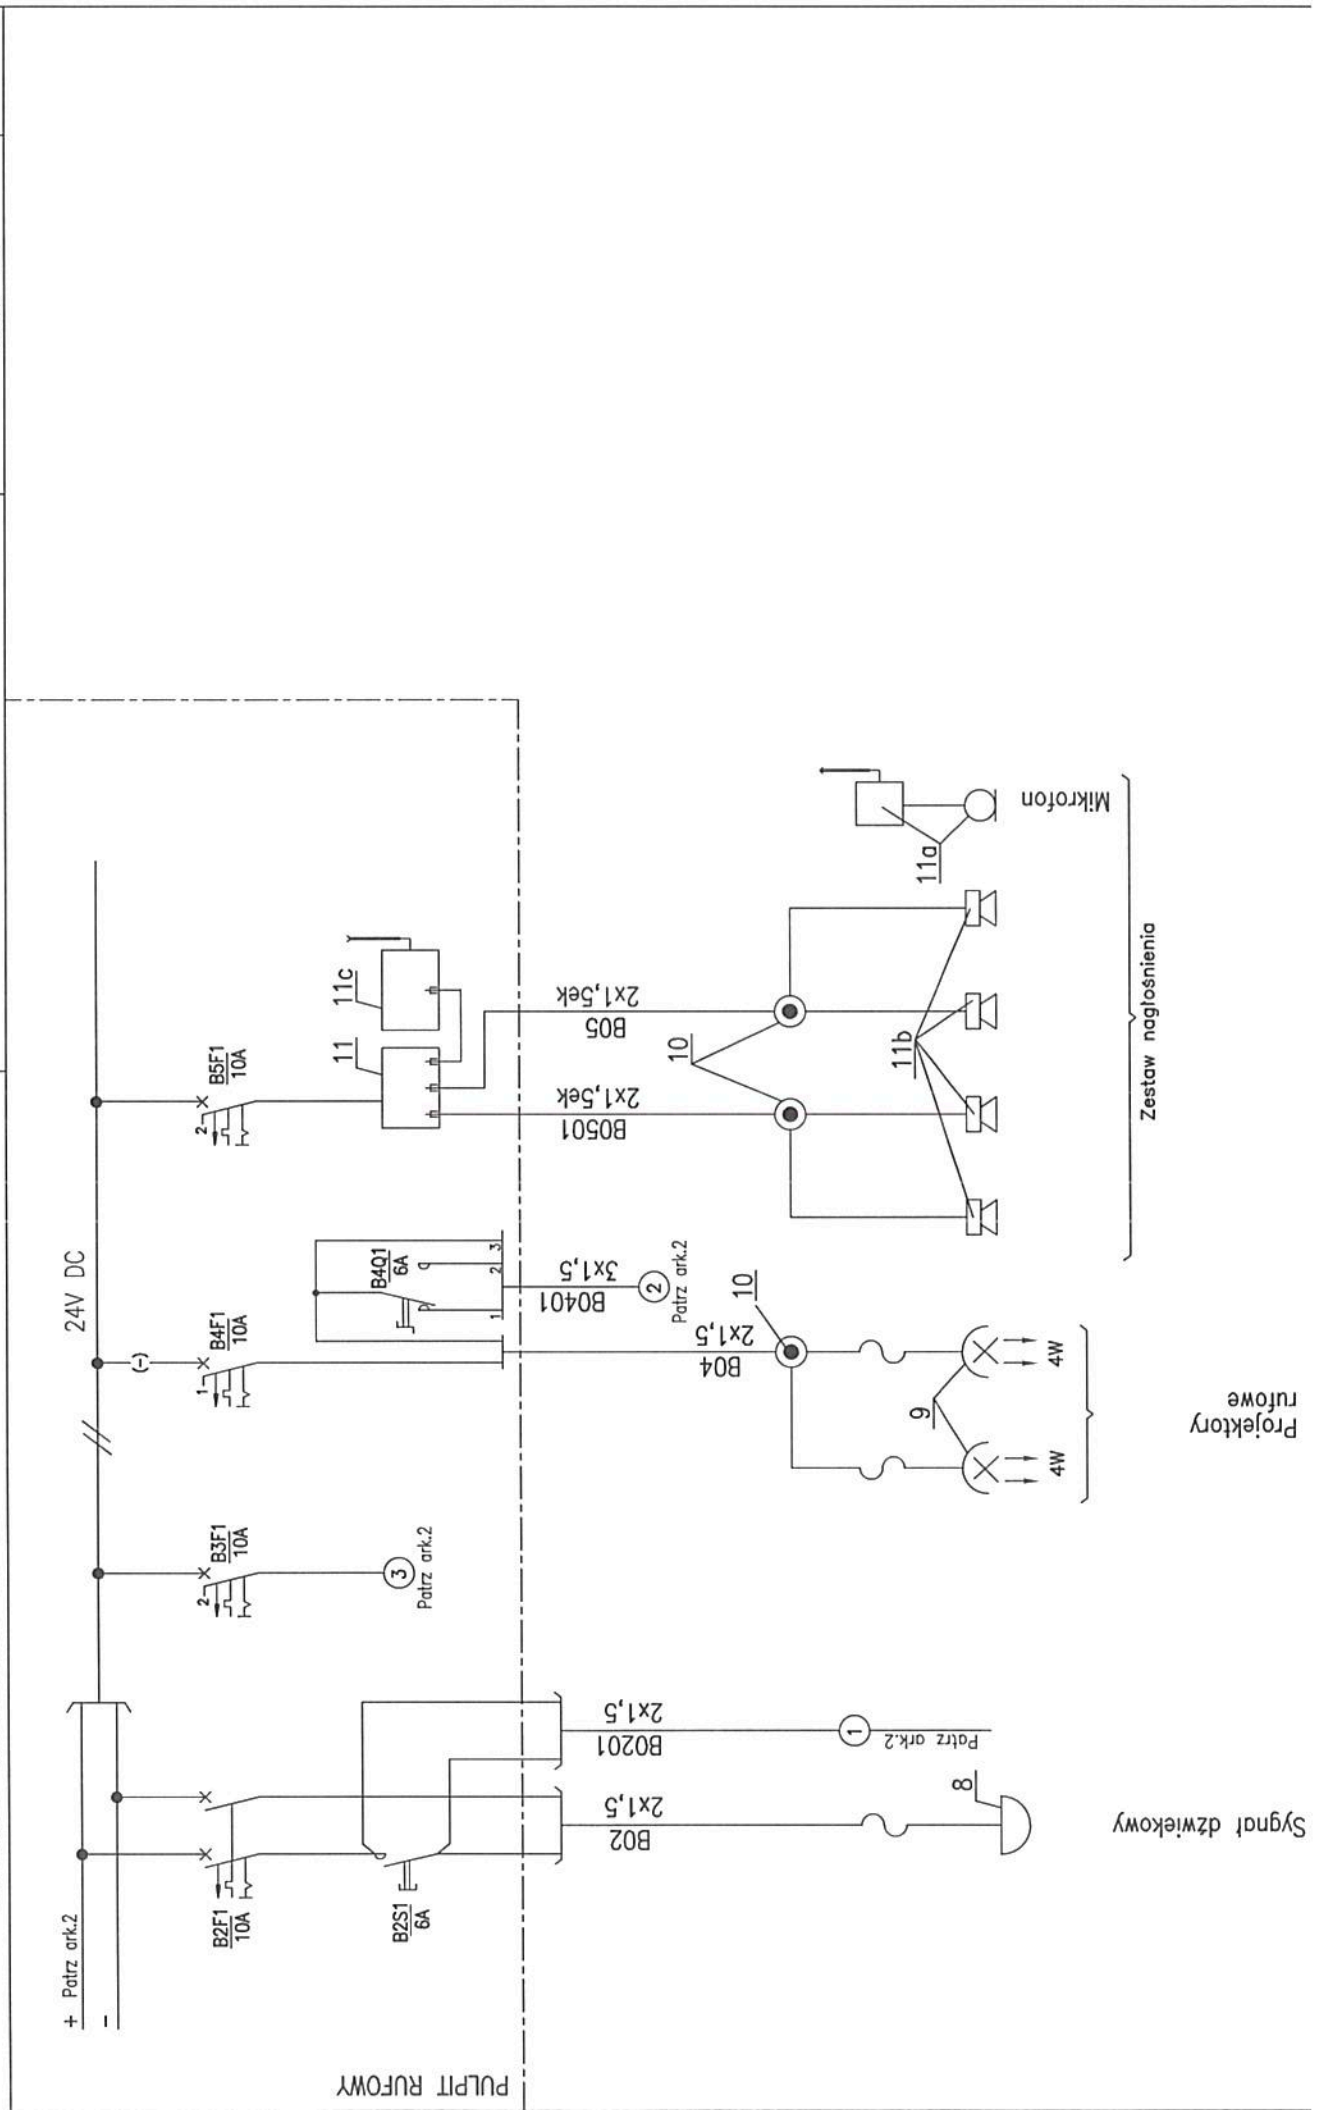 + Patrz ark.2
-
24V DC
B2F1
10A
B2S1
6A
B3F1
10A
2
3
Patrz ark.2
(-)
B4F1
10A
1
B4Q1
6A
1
2
3
B5F1
10A
2
11
11c
PULPIT RUFOWY
B02
2x1,5
B0201
2x1,5
1
Patrz ark.2
B04
2x1,5
B0401
3x1,5
2
Patrz ark.2
B0501
2x1,5ek
B05
2x1,5ek
10
10
8
9
4W
4W
11b
11a
Mikrofon
Sygnał dźwiekowy
Projektory
rufowe
Zestaw nagłośnienia